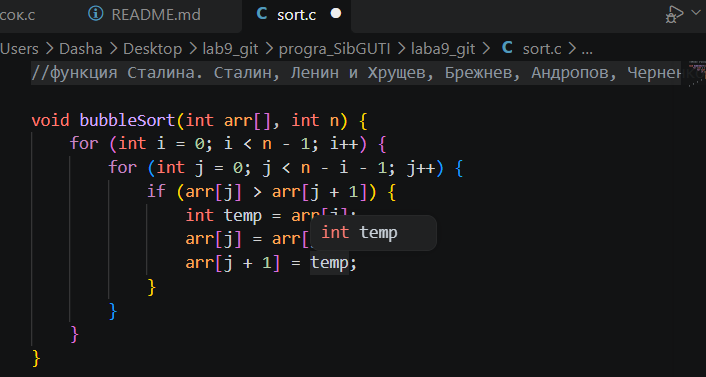 сок.c README.md C sort.c
Users > Dasha > Desktop > lab9_git > progra_SibGUTI > laba9_git > C sort.c > ...
//функция Сталина. Сталин, Ленин и Хрущев, Брежнев, Андропов,
void bubbleSort(int arr[], int n) {
for (int i = 0; i < n - 1; i++) {
for (int j = 0; j < n - i - 1; j++) {
if (arr[j] > arr[j + 1]) {
int temp = arr[j];
int temp
arr[j] = arr[
arr[j + 1] = temp;
}
}
}
}